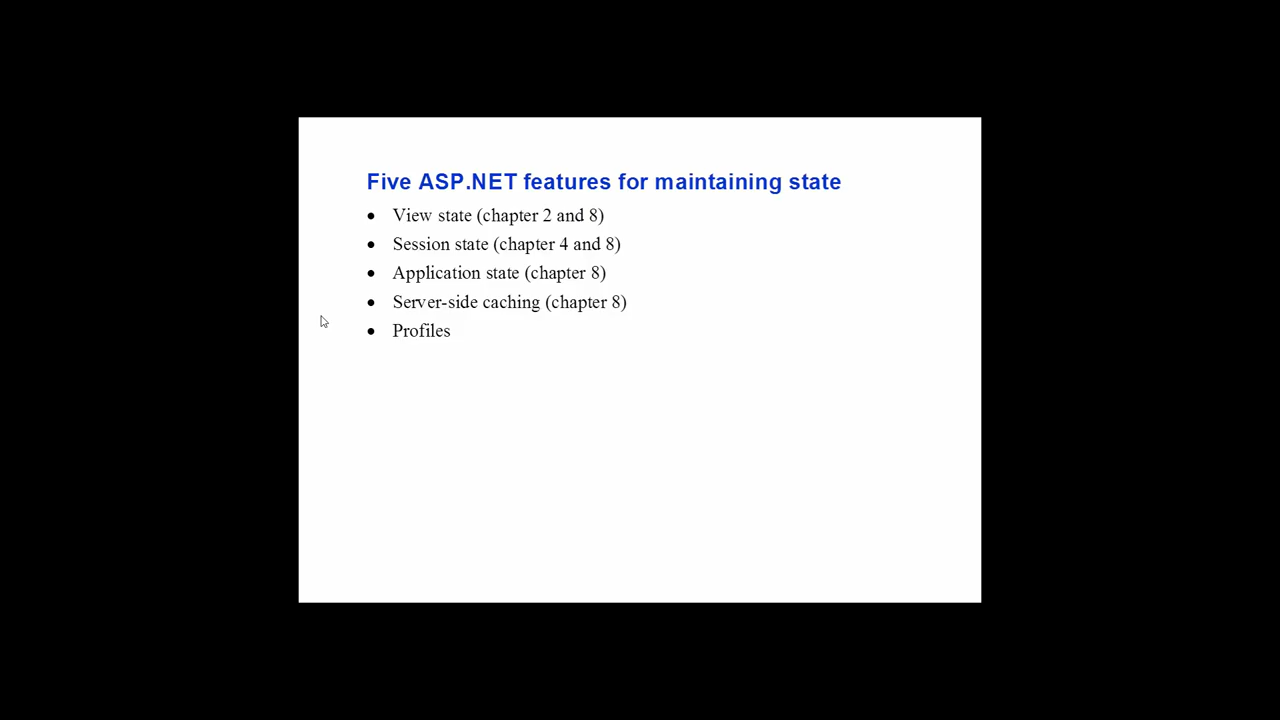 Five ASP.NET features for maintaining state
• View state (chapter 2 and 8)
• Session state (chapter 4 and 8)
• Application state (chapter 8)
• Server-side caching (chapter 8)
• Profiles